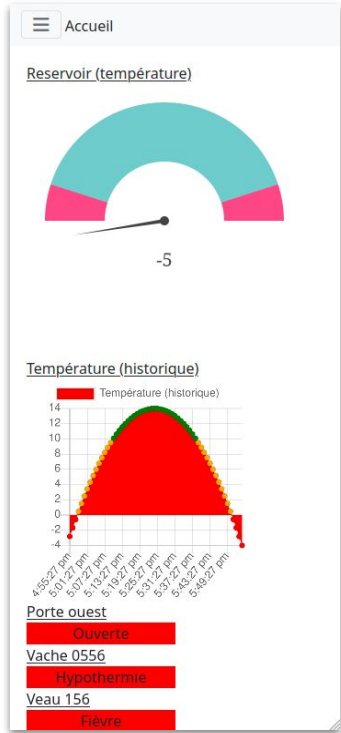 Accueil
Reservoir (température)
-5
Température (historique)
Température (historique)
14
12
10
8
6
4
2
0
-2
-4
4:55:27 pm
5:01:27 pm
5:07:27 pm
5:13:27 pm
5:19:27 pm
5:25:27 pm
5:31:27 pm
5:37:27 pm
5:43:27 pm
5:49:27 pm
Porte ouest
Ouverte
Vache 0556
Hypothermie
Veau 156
Fièvre